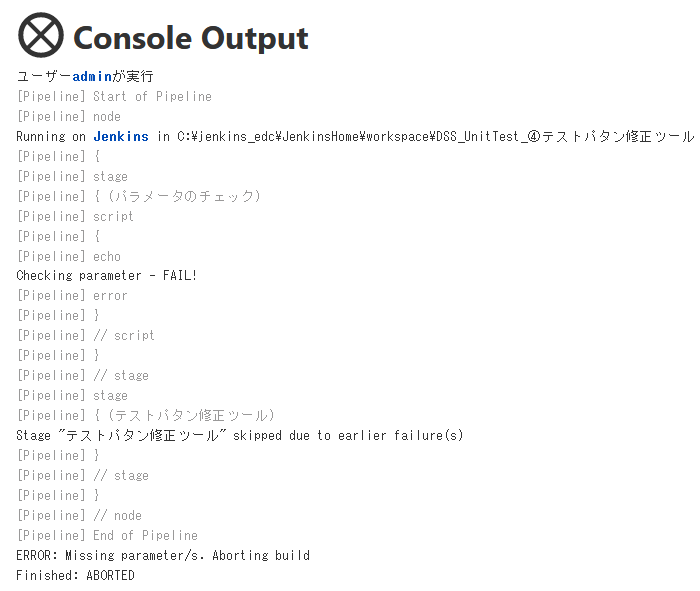 Console Output
ユーザーadminが実行
[Pipeline] Start of Pipeline
[Pipeline] node
Running on Jenkins in C:¥jenkins_edc¥JenkinsHome¥workspace¥DSS_UnitTest_④テストパタン修正ツール
[Pipeline] {
[Pipeline] stage
[Pipeline] { (パラメータのチェック)
[Pipeline] script
[Pipeline] {
[Pipeline] echo
Checking parameter - FAIL!
[Pipeline] error
[Pipeline] }
[Pipeline] // script
[Pipeline] }
[Pipeline] // stage
[Pipeline] stage
[Pipeline] { (テストパタン修正ツール)
Stage "テストパタン修正ツール" skipped due to earlier failure(s)
[Pipeline] }
[Pipeline] // stage
[Pipeline] }
[Pipeline] // node
[Pipeline] End of Pipeline
ERROR: Missing parameter/s. Aborting build
Finished: ABORTED